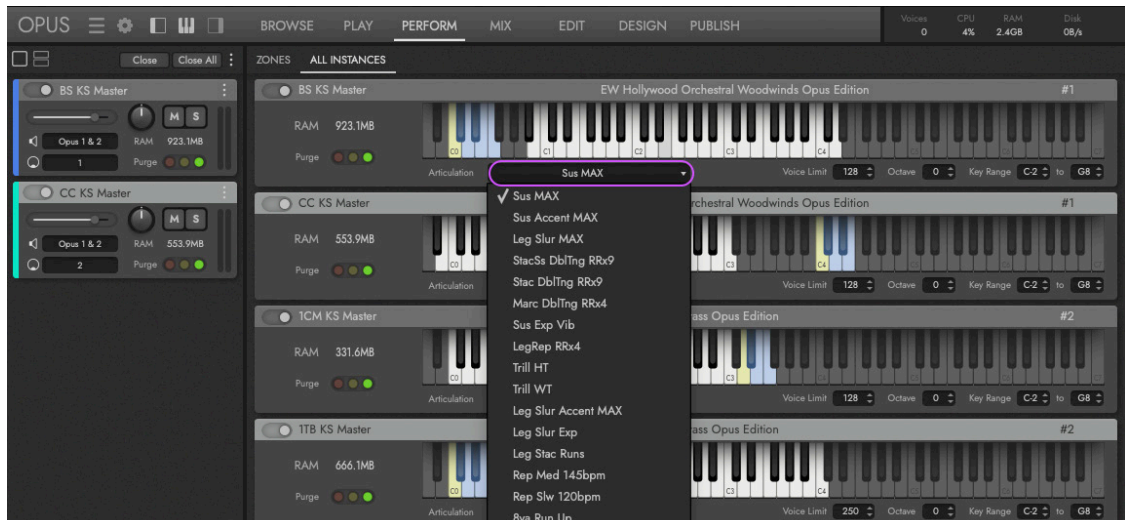 OPUS BROWSE PLAY PERFORM MIX EDIT DESIGN PUBLISH Voices CPU RAM Disk
0 4% 2.4GB 0B/s
Close Close All ZONES ALL INSTANCES
BS KS Master
M S
Opus 1 & 2 RAM 923.1MB
1 Purge
CC KS Master
M S
Opus 1 & 2 RAM 553.9MB
2 Purge
BS KS Master EW Hollywood Orchestral Woodwinds Opus Edition #1
RAM 923.1MB
Purge
C0 C1 C2 C3 C4
Articulation Sus MAX Voice Limit 128 Octave 0 Key Range C-2 to G8
CC KS Master rchestral Woodwinds Opus Edition #1
RAM 553.9MB
Purge
C0 C3 C4
Articulation Voice Limit 128 Octave 0 Key Range C-2 to G8
1CM KS Master ass Opus Edition #2
RAM 331.6MB
Purge
C0 C3
Articulation Voice Limit 128 Octave 0 Key Range C-2 to G8
1TB KS Master ass Opus Edition #2
RAM 666.1MB
Purge
C0 C3 C4
Articulation Voice Limit 250 Octave 0 Key Range C-2 to G8
Sus MAX
Sus Accent MAX
Leg Slur MAX
StacSs DblTng RRx9
Stac DblTng RRx9
Marc DblTng RRx4
Sus Exp Vib
LegRep RRx4
Trill HT
Trill WT
Leg Slur Accent MAX
Leg Slur Exp
Leg Stac Runs
Rep Med 145bpm
Rep Slw 120bpm
8va Run Up